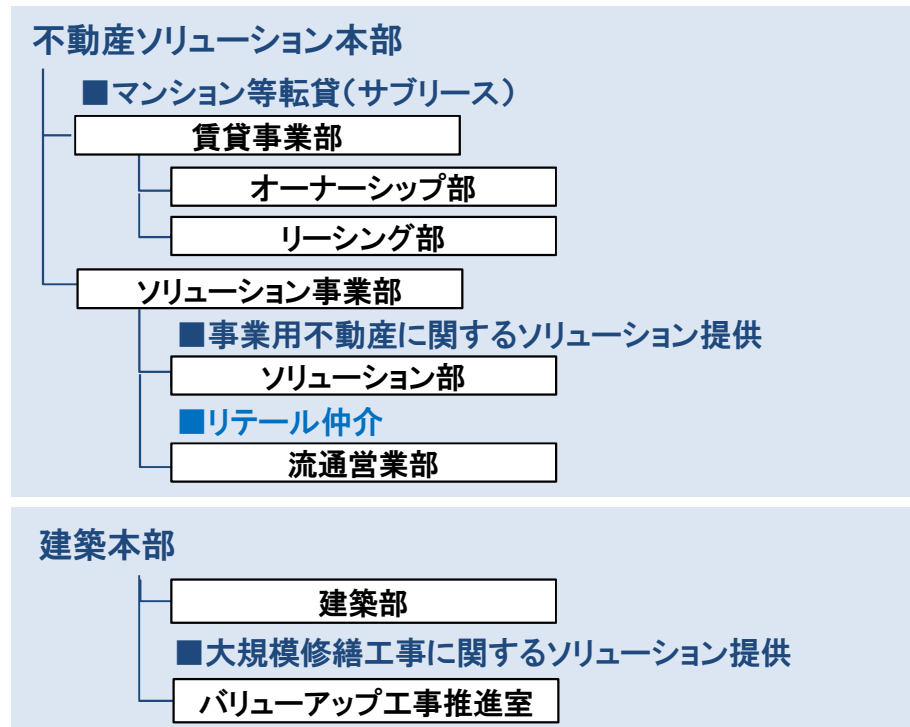 不動産ソリューション本部
■マンション等転貸（サブリース）
賃貸事業部
オーナーシップ部
リーシング部
ソリューション事業部
■事業用不動産に関するソリューション提供
ソリューション部
■リテール仲介
流通営業部
建築本部
建築部
■大規模修繕工事に関するソリューション提供
バリューアップ工事推進室